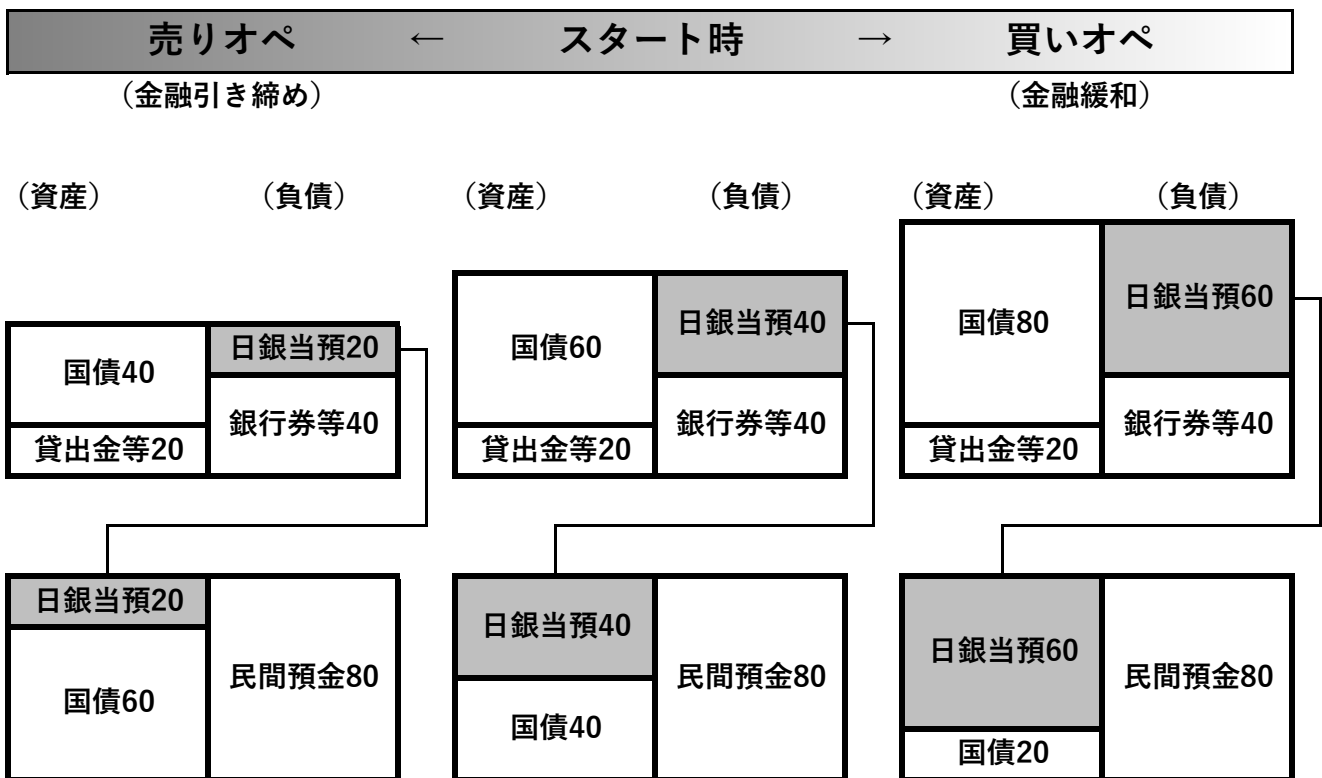 売りオペ ← スタート時 → 買いオペ
（金融引き締め） （金融緩和）
（資産） （負債） （資産） （負債） （資産） （負債）
国債40
日銀当預20
銀行券等40
貸出金等20
国債60
日銀当預40
銀行券等40
貸出金等20
国債80
日銀当預60
銀行券等40
貸出金等20
日銀当預20
国債60
民間預金80
日銀当預40
国債40
民間預金80
日銀当預60
国債20
民間預金80